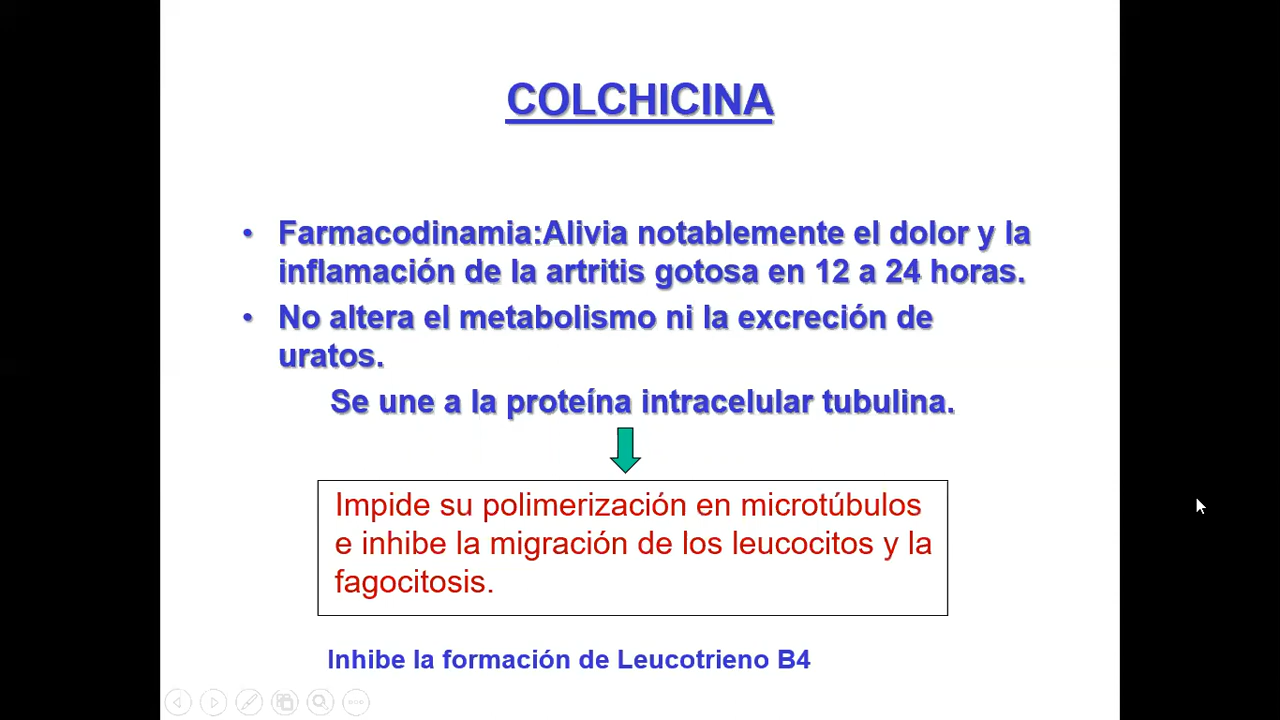 COLCHICINA
• Farmacodinamia:Alivia notablemente el dolor y la
inflamación de la artritis gotosa en 12 a 24 horas.
• No altera el metabolismo ni la excreción de
uratos.
Se une a la proteína intracelular tubulina.
Impide su polimerización en microtúbulos
e inhibe la migración de los leucocitos y la
fagocitosis.
Inhibe la formación de Leucotrieno B4